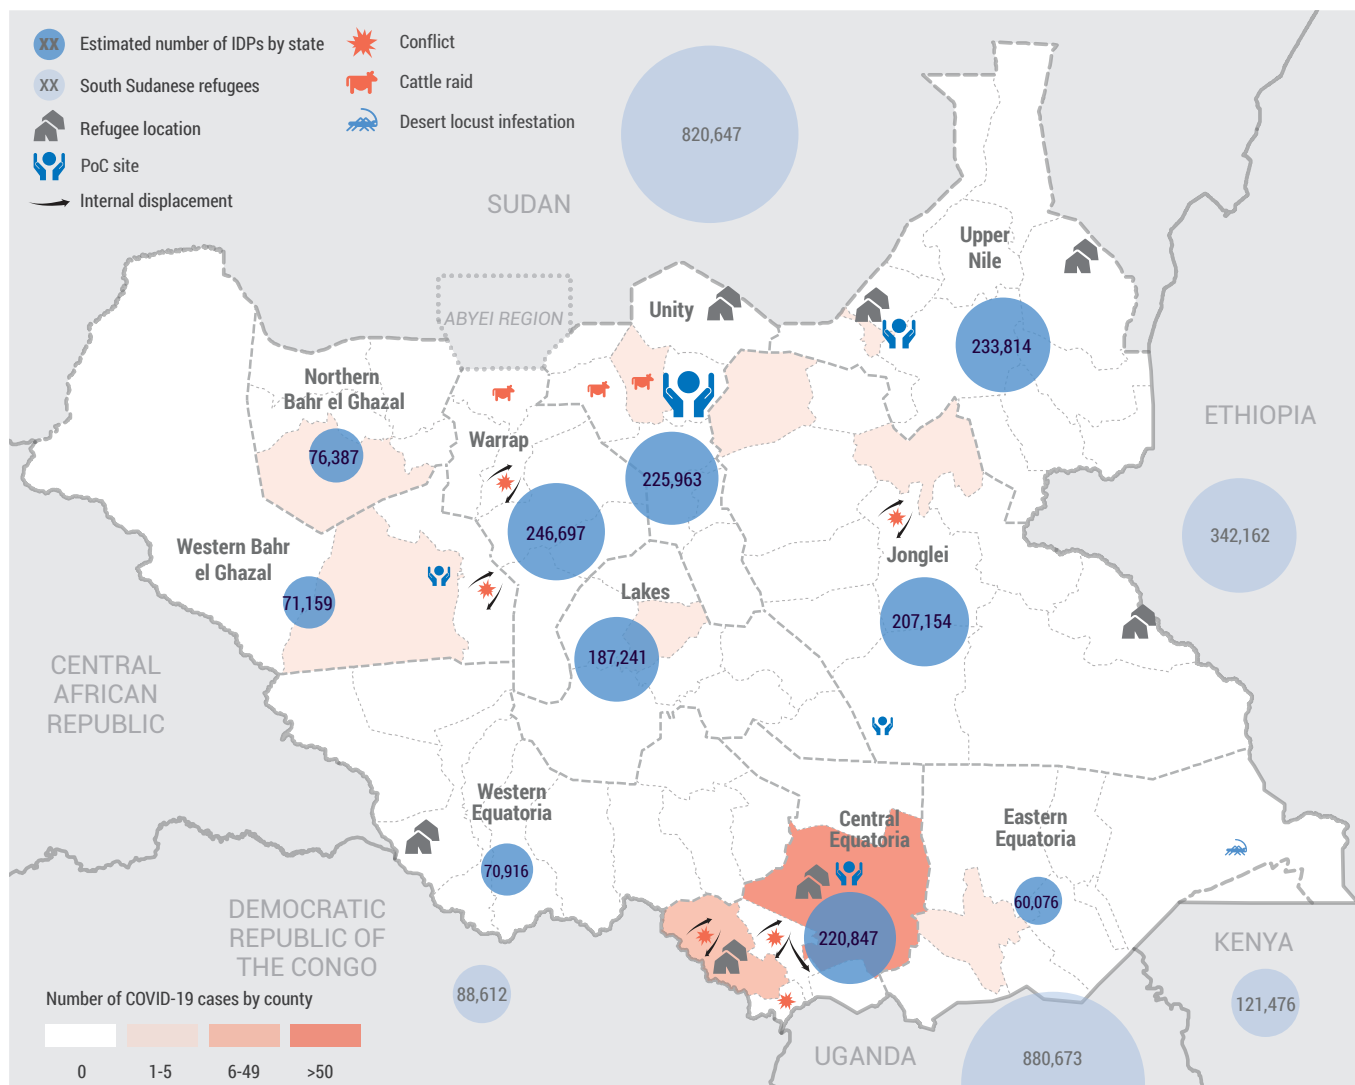 XX Estimated number of IDPs by state
XX South Sudanese refugees
Refugee location
PoC site
Internal displacement
Conflict
Cattle raid
Desert locust infestation
820,647
SUDAN
Upper
Nile
ABYEI REGION
Unity
233,814
Northern
Bahr el Ghazal
ETHIOPIA
Warrap
76,387
225,963
246,697
342,162
Western Bahr
el Ghazal
Jonglei
71,159
Lakes
207,154
187,241
CENTRAL
AFRICAN
REPUBLIC
Western
Equatoria
Central
Equatoria
Eastern
Equatoria
70,916
60,076
DEMOCRATIC
REPUBLIC OF
THE CONGO
220,847
KENYA
88,612
121,476
UGANDA
880,673
Number of COVID-19 cases by county
0
1-5
6-49
>50